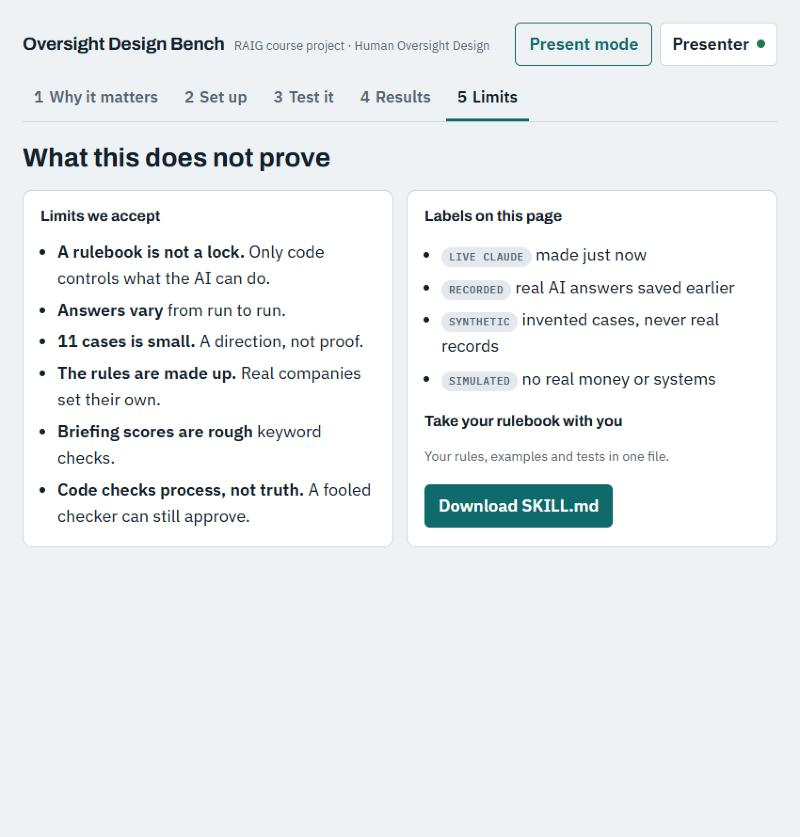 Oversight Design Bench RAIG course project · Human Oversight Design
Present mode
Presenter
1 Why it matters
2 Set up
3 Test it
4 Results
5 Limits
What this does not prove
Limits we accept
• A rulebook is not a lock. Only code
controls what the AI can do.
• Answers vary from run to run.
• 11 cases is small. A direction, not proof.
• The rules are made up. Real companies
set their own.
• Briefing scores are rough keyword
checks.
• Code checks process, not truth. A fooled
checker can still approve.
Labels on this page
• LIVE CLAUDE made just now
• RECORDED real AI answers saved earlier
• SYNTHETIC invented cases, never real
records
• SIMULATED no real money or systems
Take your rulebook with you
Your rules, examples and tests in one file.
Download SKILL.md